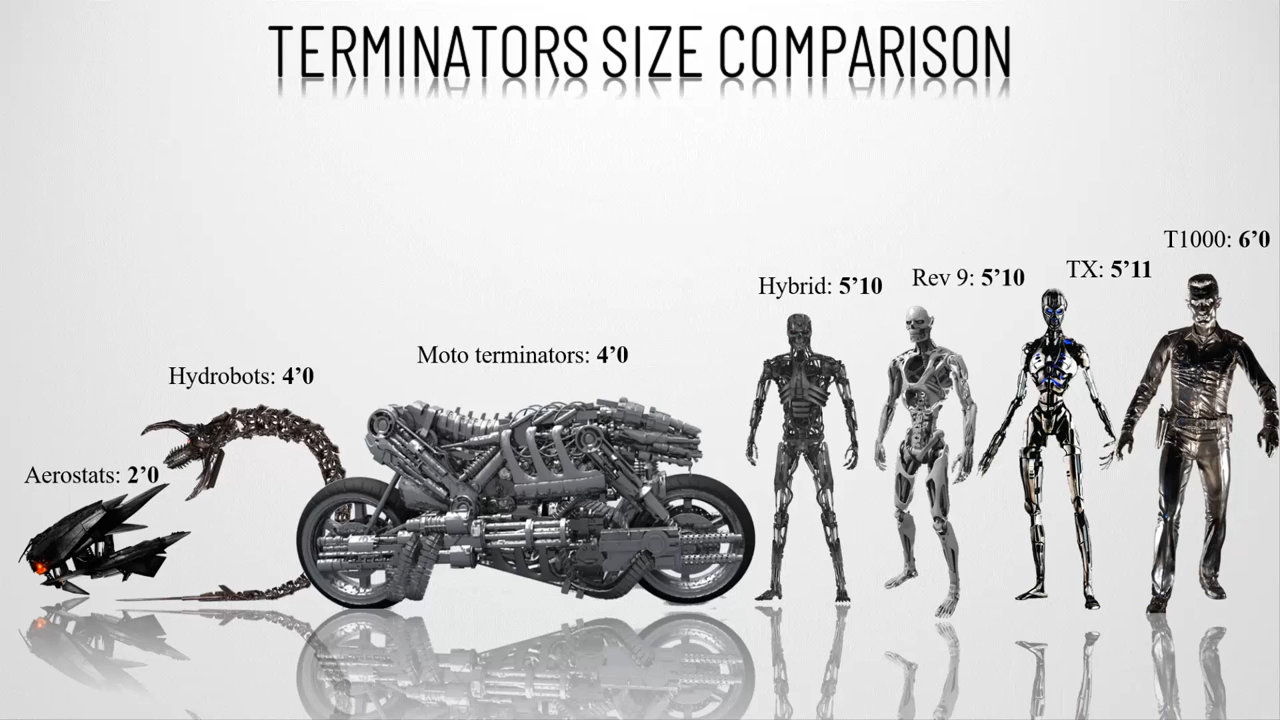 TERMINATORS SIZE COMPARISON
Aerostats: 2’0
Hydrobots: 4’0
Moto terminators: 4’0
Hybrid: 5’10
Rev 9: 5’10
TX: 5’11
T1000: 6’0